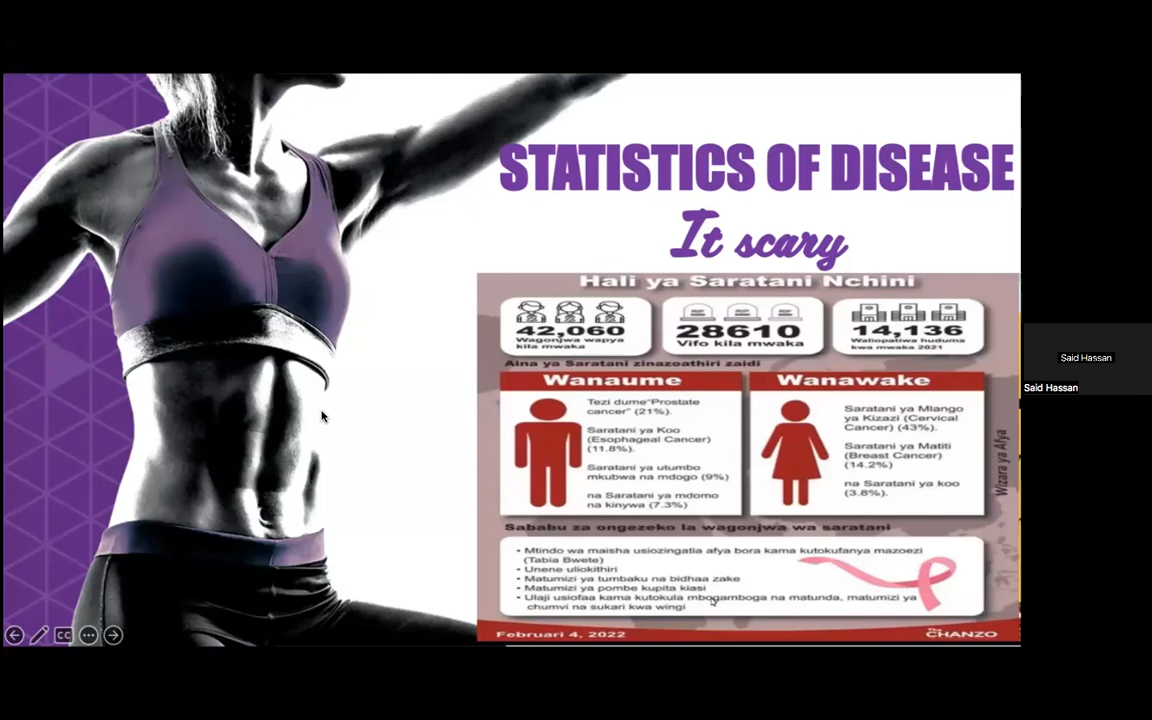 STATISTICS OF DISEASE
It scary
Hali ya Saratani Nchini
42,060
Wagonjwa wapya
kila mwaka
28610
Vifo kila mwaka
14,136
Waliopatiwa huduma
kwa mwaka 2021
Aina ya Saratani zinazoathiri zaidi
Wanaume
Tezi dume"Prostate
cancer" (21%).
Saratani ya Koo
(Esophageal Cancer)
(11.8%).
Saratani ya utumbo
mkubwa na mdogo (9%)
na Saratani ya mdomo
na kinywa (7.3%)
Wanawake
Saratani ya Mlango
ya Kizazi (Cervical
Cancer) (43%).
Saratani ya Matiti
(Breast Cancer)
(14.2%)
na Saratani ya koo
(3.8%).
Wizara ya Afya
Sababu za ongezeko la wagonjwa wa saratani
• Mtindo wa maisha usiozingatia afya bora kama kutokufanya mazoezi
(Tabia Bwete)
• Unene uliokithiri
• Matumizi ya tumbaku na bidhaa zake
• Matumizi ya pombe kupita kiasi
• Ulaji usiofaa kama kutokula mbogamboga na matunda, matumizi ya
chumvi na sukari kwa wingi
Februari 4, 2022
The
CHANZO
CC
Said Hassan
Said Hassan